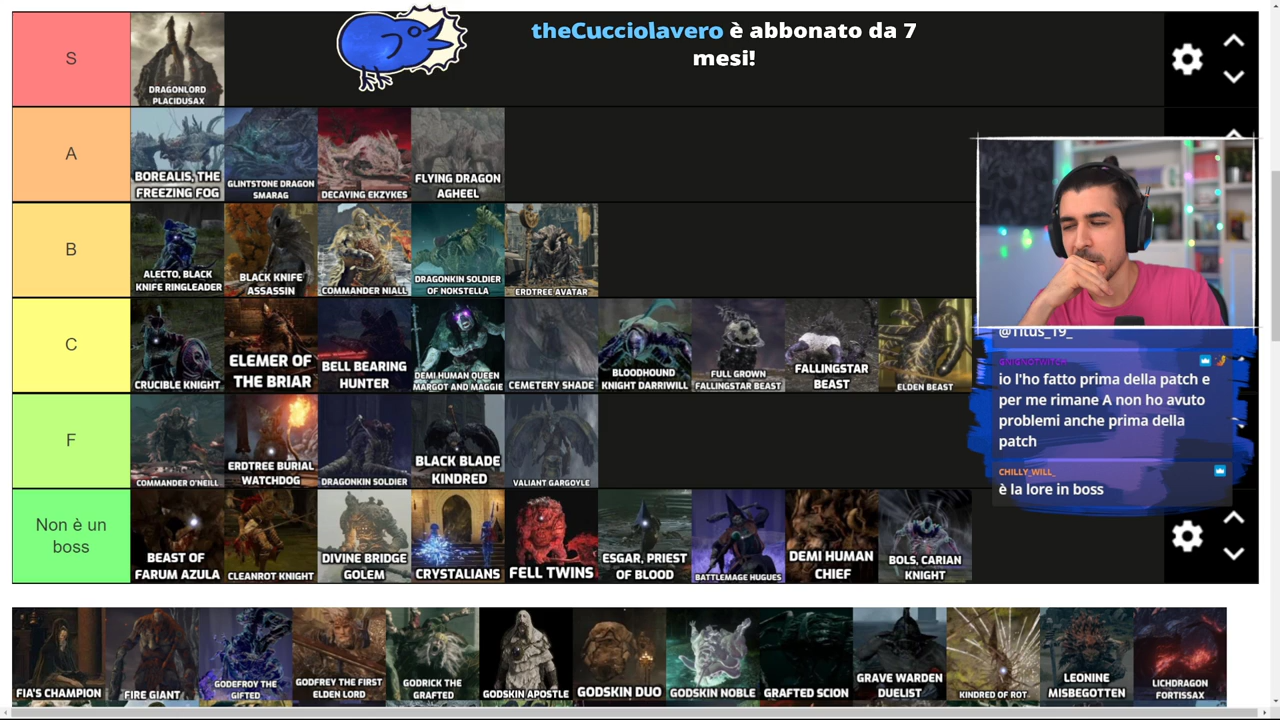 theCucciolavero è abbonato da 7
mesi!
S
DRAGONLORD
PLACIDUSAX
A
BOREALIS, THE
FREEZING FOG
GLINTSTONE DRAGON
SMARAG
DECAYING EKZYKES
FLYING DRAGON
AGHEEL
B
ALECTO, BLACK
KNIFE RINGLEADER
BLACK KNIFE
ASSASSIN
COMMANDER NIALL
DRAGONKIN SOLDIER
OF NOKSTELLA
ERDTREE AVATAR
C
CRUCIBLE KNIGHT
ELEMER OF
THE BRIAR
BELL BEARING
HUNTER
DEMI HUMAN QUEEN
MARGOT AND MAGGIE
CEMETERY SHADE
BLOODHOUND
KNIGHT DARRIWILL
FULL GROWN
FALLINGSTAR BEAST
FALLINGSTAR
BEAST
ELDEN BEAST
F
COMMANDER O'NEILL
ERDTREE BURIAL
WATCHDOG
DRAGONKIN SOLDIER
BLACK BLADE
KINDRED
VALIANT GARGOYLE
Non è un
boss
BEAST OF
FARUM AZULA
CLEANROT KNIGHT
DIVINE BRIDGE
GOLEM
CRYSTALIANS
FELL TWINS
ESGAR, PRIEST
OF BLOOD
BATTLEMAGE HUGUES
DEMI HUMAN
CHIEF
BOLS, CARIAN
KNIGHT
FIA'S CHAMPION
FIRE GIANT
GODEFROY THE
GIFTED
GODFREY THE FIRST
ELDEN LORD
GODRICK THE
GRAFTED
GODSKIN APOSTLE
GODSKIN DUO
GODSKIN NOBLE
GRAFTED SCION
GRAVE WARDEN
DUELIST
KINDRED OF ROT
LEONINE
MISBEGOTTEN
LICHDRAGON
FORTISSAX
@Titus_19_
io l'ho fatto prima della patch e
per me rimane A non ho avuto
problemi anche prima della
patch
CHILLY_WILL_
è la lore in boss